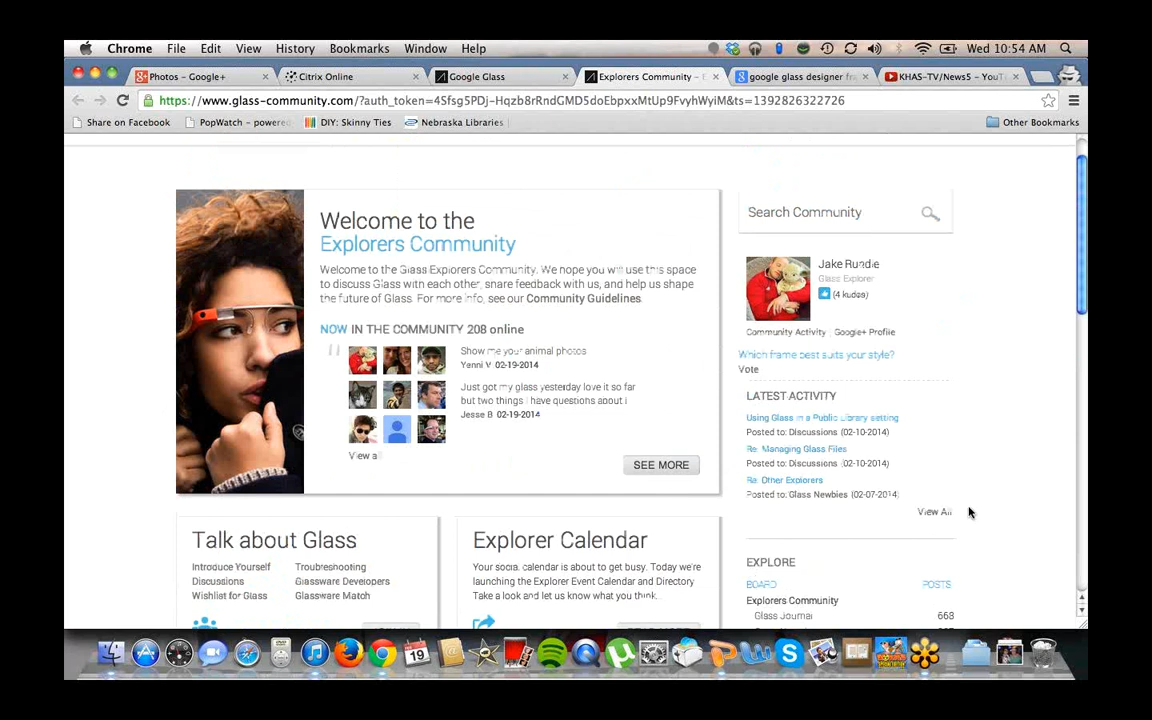 Chrome File Edit View History Bookmarks Window Help Wed 10:54 AM
Photos - Google+
Citrix Online
Google Glass
Explorers Community - E
google glass designer fra
KHAS-TV/News5 - YouT
https://www.glass-community.com/?auth_token=4Sfsg5PDj-Hqzb8rRndGMD5doEbpxxMtUp9FvyhWyiM&ts=1392826322726
Share on Facebook
PopWatch - powere
DIY: Skinny Ties
Nebraska Libraries
Other Bookmarks
Welcome to the
Explorers Community
Welcome to the Glass Explorers Community. We hope you will use this space
to discuss Glass with each other, share feedback with us, and help us shape
the future of Glass. For more info, see our Community Guidelines.
NOW IN THE COMMUNITY 208 online
Show me your animal photos
Yanni V 02-19-2014
Just got my glass yesterday love it so far
but two things I have questions about i
Jesse B 02-19-2014
View all
SEE MORE
Search Community
Jake Rundle
Glass Explorer
(4 kudos)
Community Activity Google+ Profile
Which frame best suits your style?
Vote
LATEST ACTIVITY
Using Glass in a Public Library setting
Posted to: Discussions (02-10-2014)
Re: Managing Glass Files
Posted to: Discussions (02-10-2014)
Re: Other Explorers
Posted to: Glass Newbies (02-07-2014)
View All
Talk about Glass
Introduce Yourself
Discussions
Wishlist for Glass
Troubleshooting
Glassware Developers
Glassware Match
Explorer Calendar
Your social calendar is about to get busy. Today we're
launching the Explorer Event Calendar and Directory
Take a look and let us know what you think.
EXPLORE
BOARD POSTS
Explorers Community
Glass Journal 668
19